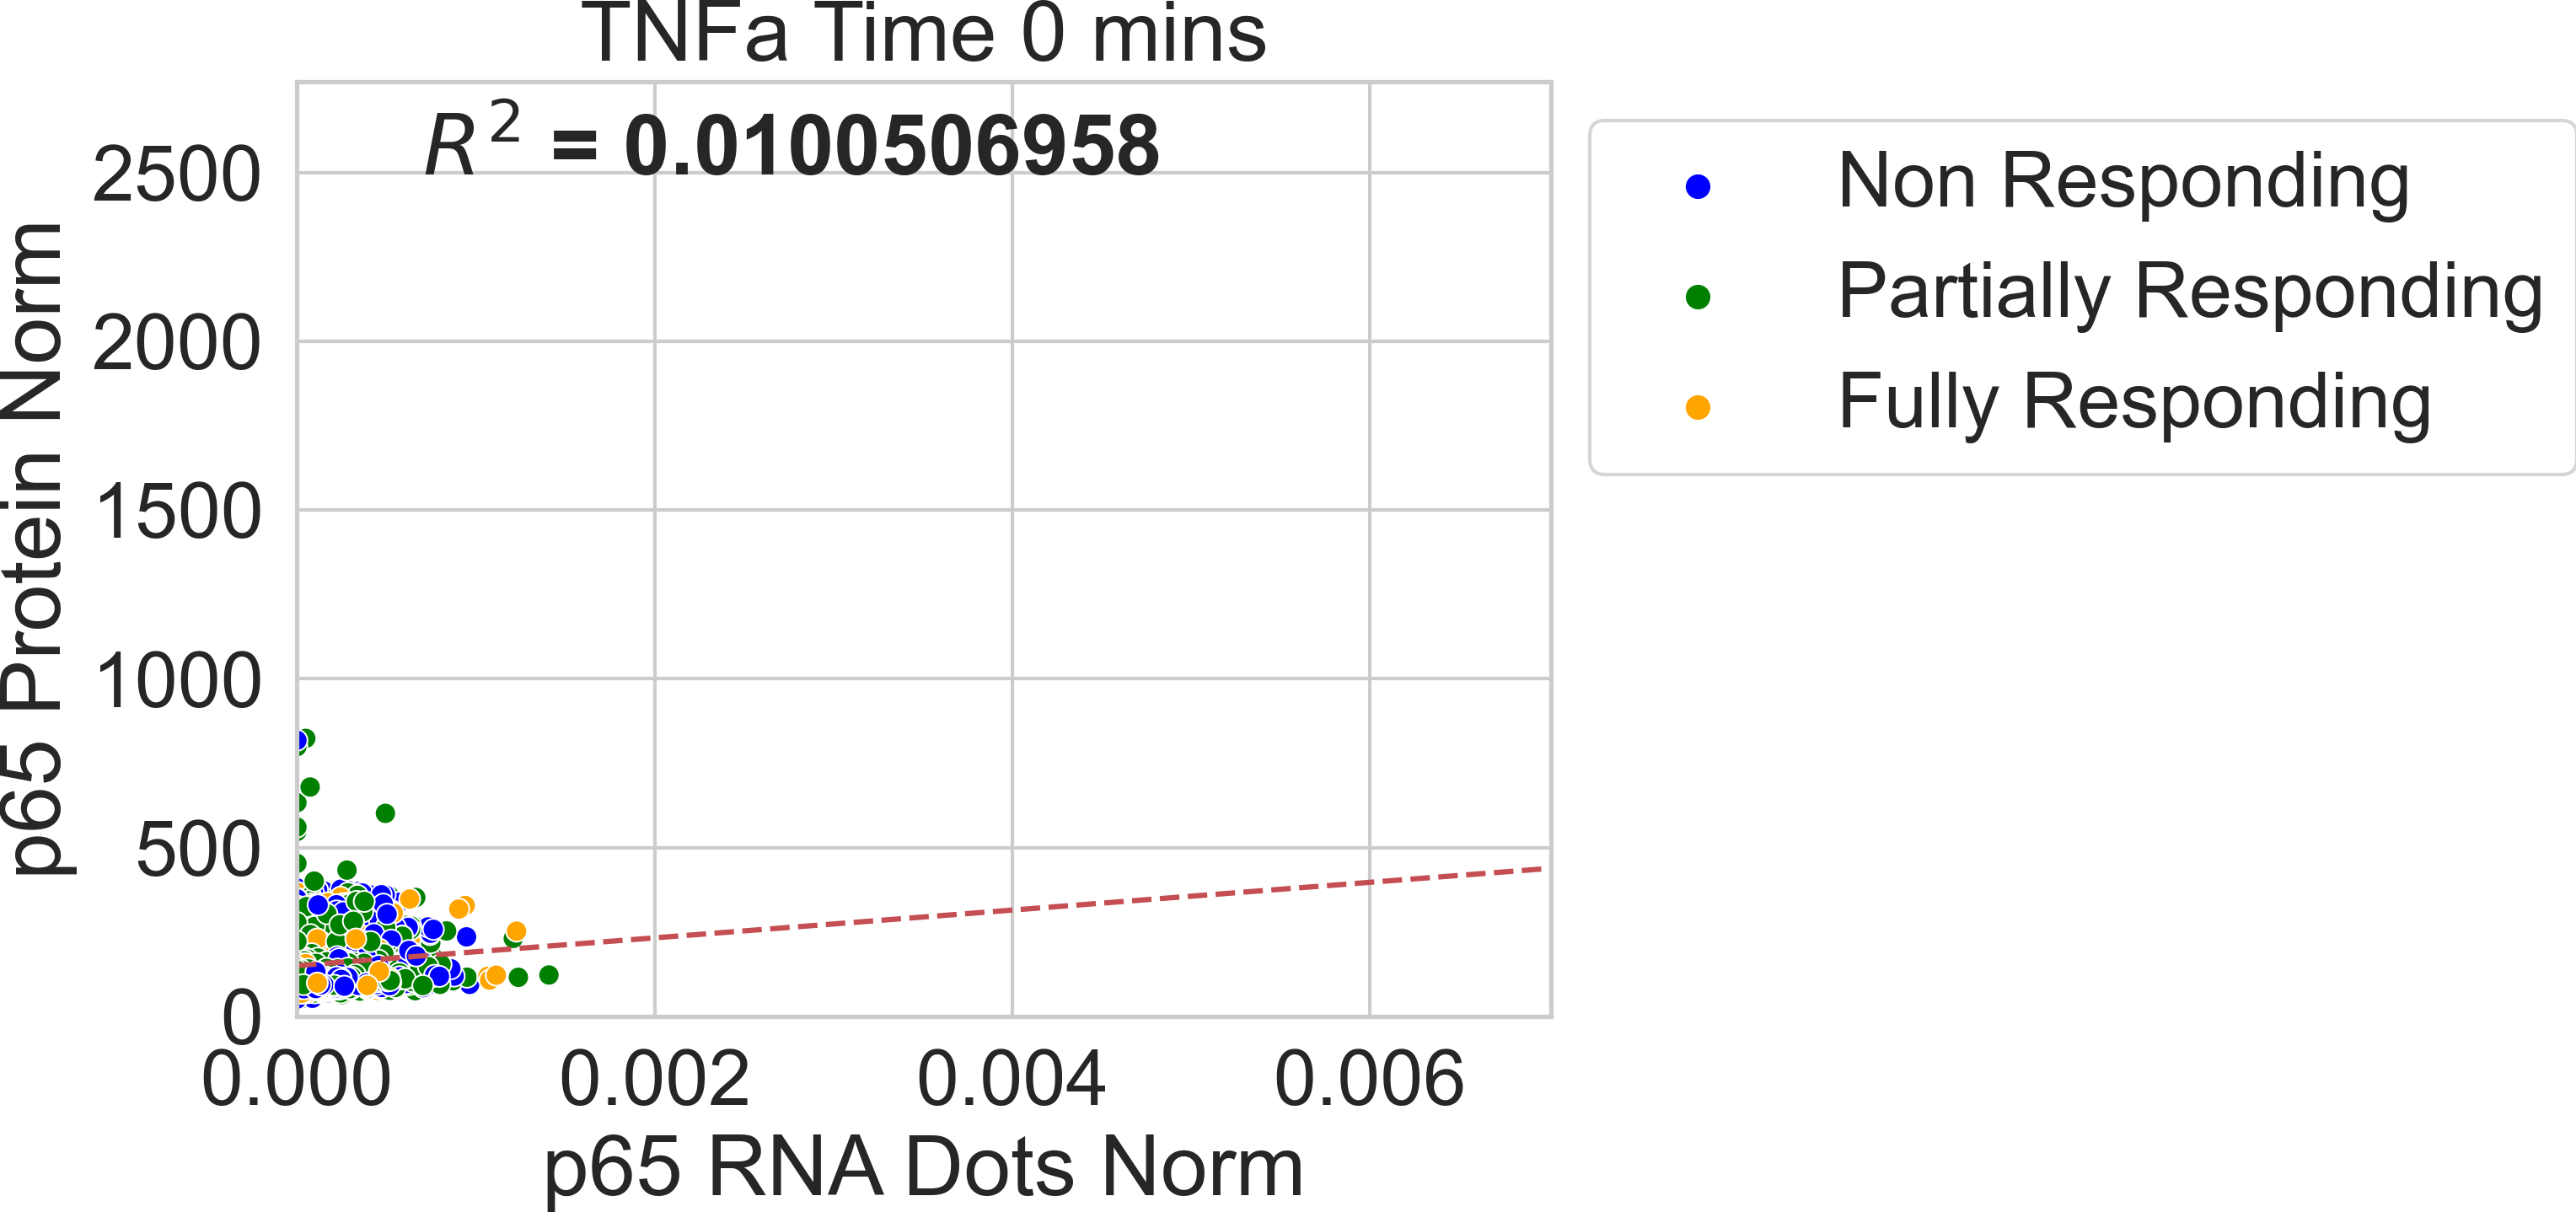 TNFa Time 0 mins
R² = 0.0100506958
p65 Protein Norm
2500
2000
1500
1000
500
0
0.000 0.002 0.004 0.006
p65 RNA Dots Norm
Non Responding
Partially Responding
Fully Responding